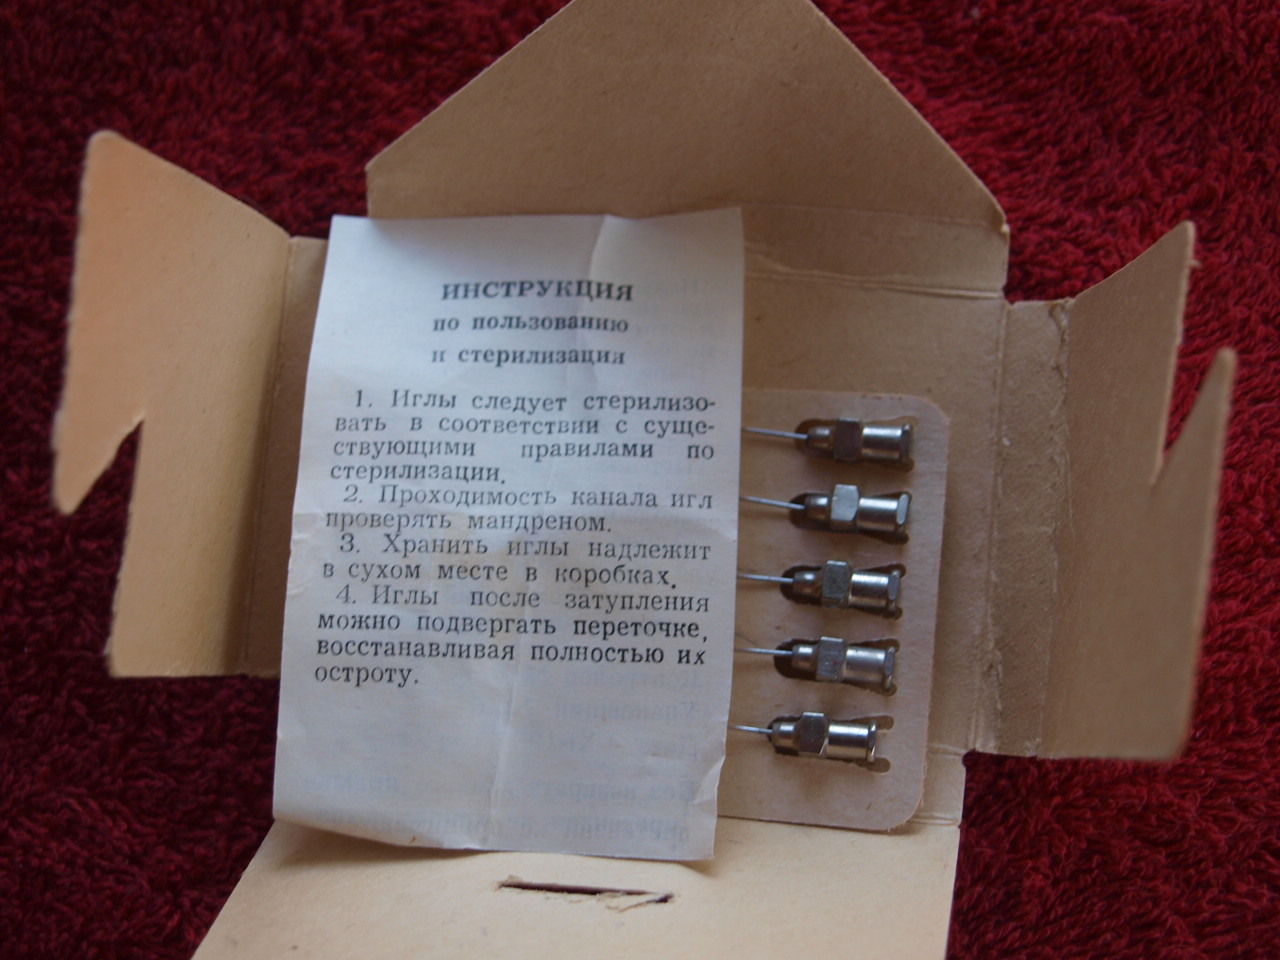 ИНСТРУКЦИЯ
по пользованию
и стерилизация
1. Иглы следует стерилизо-
вать в соответствии с суще-
ствующими правилами по
стерилизации.
2. Проходимость канала игл
проверять мандреном.
3. Хранить иглы надлежит
в сухом месте в коробках.
4. Иглы после затупления
можно подвергать переточке,
восстанавливая полностью их
остроту.